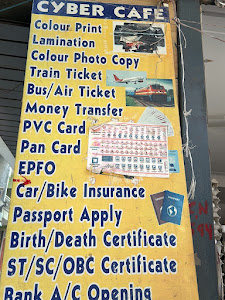 CYBER CAFE
Colour Print
Lamination
Colour Photo Copy
Train Ticket
Bus/Air Ticket
Money Transfer
PVC Card
Pan Card
EPFO
Car/Bike Insurance
Passport Apply
Birth/Death Certificate
ST/SC/OBC Certificate
Bank A/C Opening